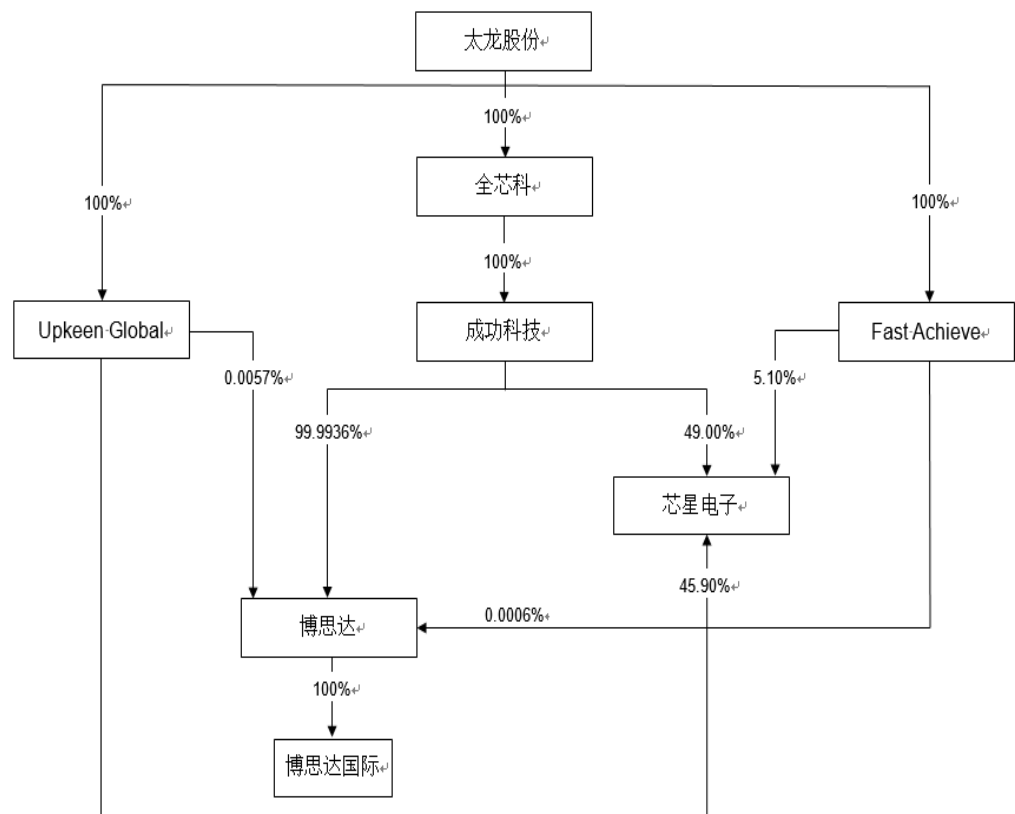 太龙股份
100%
全芯科
100%
100%
100%
Upkeen Global
成功科技
Fast Achieve
0.0057%
5.10%
99.9936%
49.00%
芯星电子
45.90%
博思达
0.0006%
100%
博思达国际